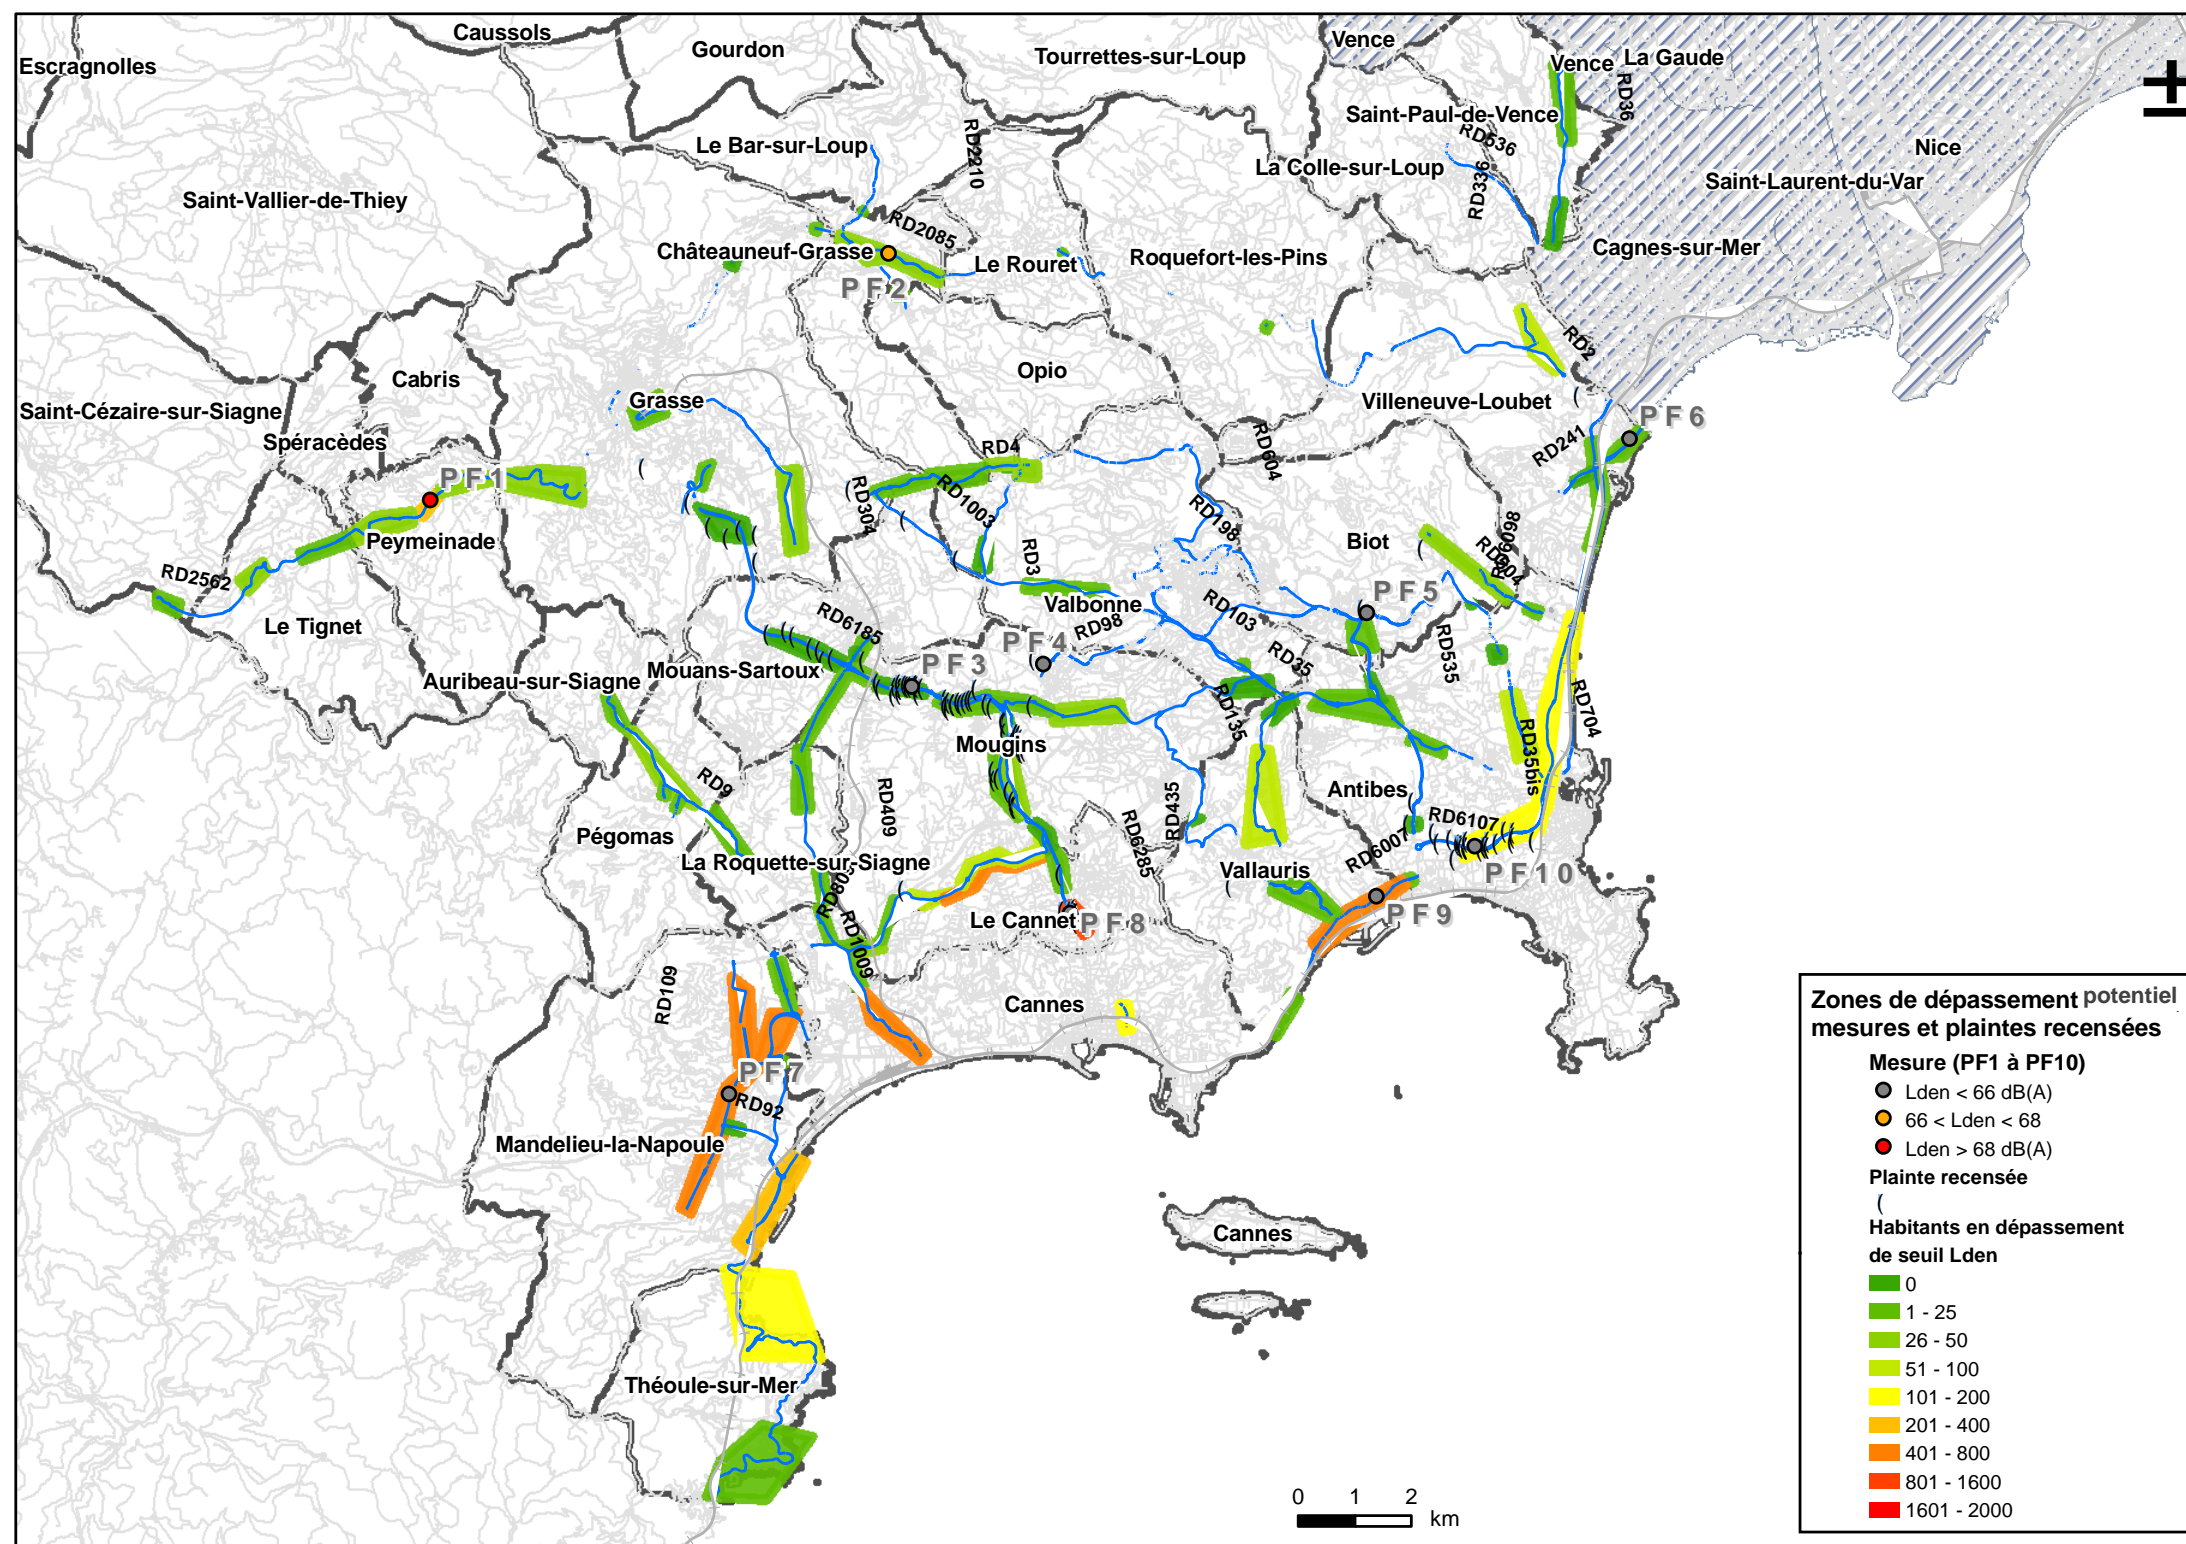 Caussols
Gourdon
Tourrettes-sur-Loup
Vence
Vence
La Gaude
Escragnolles
RD36
Saint-Paul-de-Vence
RD536
Le Bar-sur-Loup
RD2210
La Colle-sur-Loup
RD336
Nice
Saint-Laurent-du-Var
Saint-Vallier-de-Thiey
RD2085
Châteauneuf-Grasse
Le Rouret
Roquefort-les-Pins
Cagnes-sur-Mer
PF2
RD2
Cabris
Opio
Grasse
Villeneuve-Loubet
PF6
Saint-Cézaire-sur-Siagne
Spéracèdes
RD4
RD604
RD241
PF1
RD304
RD1003
RD198
Peymeinade
RD3
Biot
RD6098
RD604
RD2562
Valbonne
RD103
PF5
Le Tignet
RD6185
PF4
RD98
RD535
Mouans-Sartoux
PF3
RD35
Auribeau-sur-Siagne
RD135
RD704
Mougins
RD9
RD35bis
Antibes
RD409
RD435
RD6285
RD6107
Pégomas
RD6007
La Roquette-sur-Siagne
Vallauris
PF10
RD809
Le Cannet
PF8
PF9
RD1009
RD109
Cannes
PF7
RD92
Mandelieu-la-Napoule
Cannes
Théoule-sur-Mer
0 1 2
km
Zones de dépassement potentiel
mesures et plaintes recensées
Mesure (PF1 à PF10)
Lden < 66 dB(A)
66 < Lden < 68
Lden > 68 dB(A)
Plainte recensée
(
Habitants en dépassement
de seuil Lden
0
1 - 25
26 - 50
51 - 100
101 - 200
201 - 400
401 - 800
801 - 1600
1601 - 2000